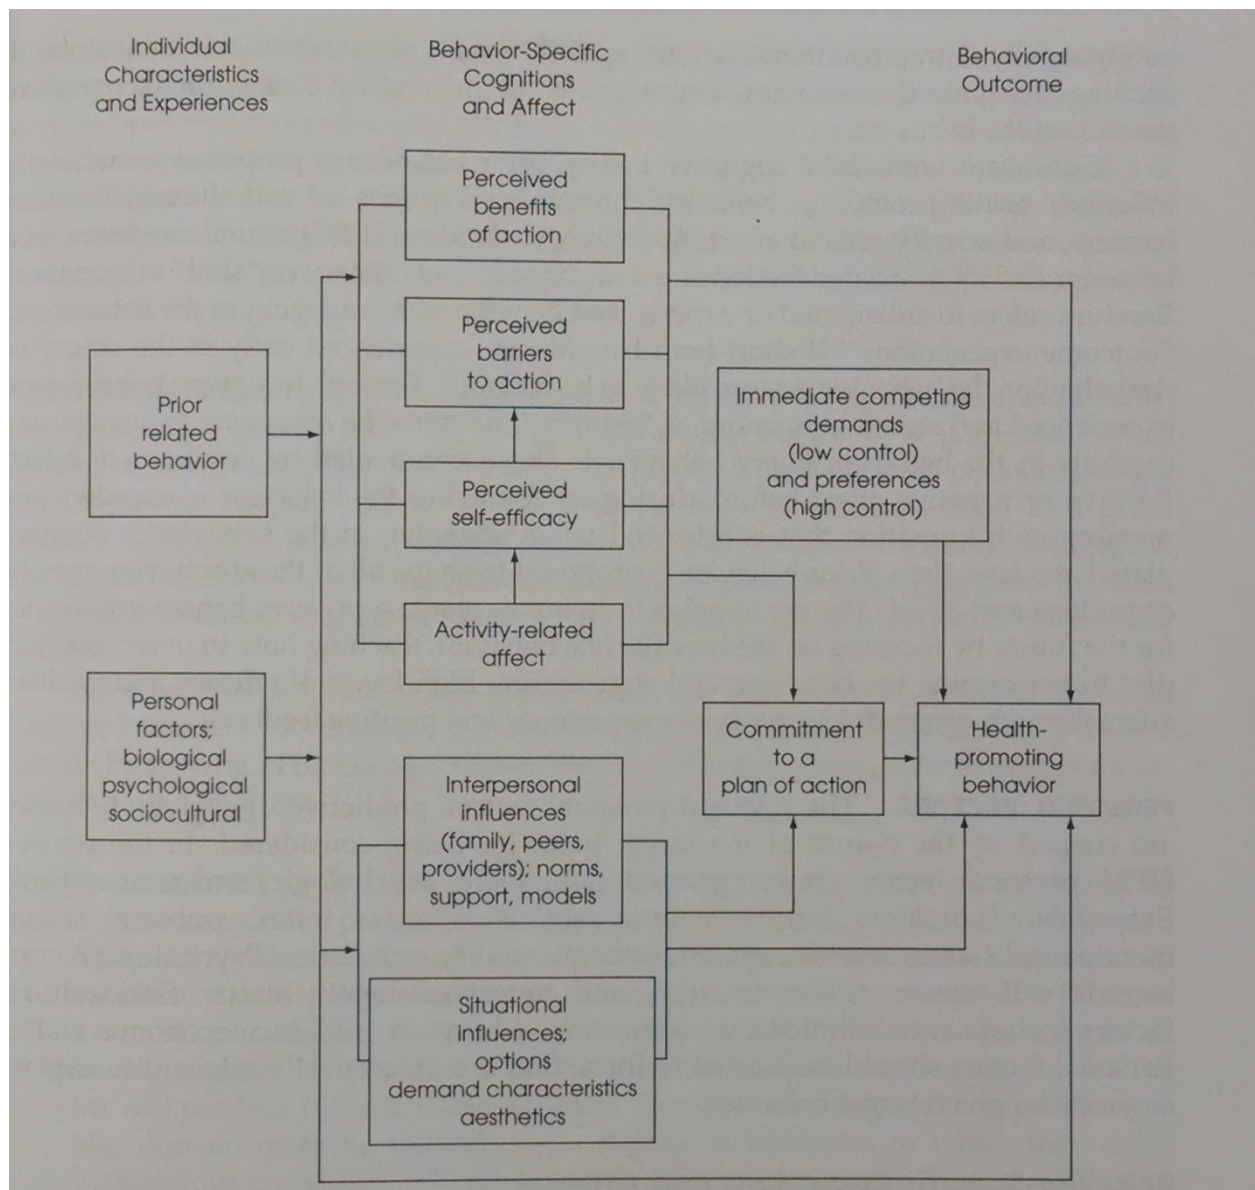 Individual
Characteristics
and Experiences
Behavior-Specific
Cognitions
and Affect
Behavioral
Outcome
Perceived
benefits
of action
Perceived
barriers
to action
Prior
related
behavior
Immediate competing
demands
(low control)
and preferences
(high control)
Perceived
self-efficacy
Activity-related
affect
Personal
factors;
biological
psychological
sociocultural
Commitment
to a
plan of action
Health-
promoting
behavior
Interpersonal
influences
(family, peers,
providers); norms,
support, models
Situational
influences;
options
demand characteristics
aesthetics